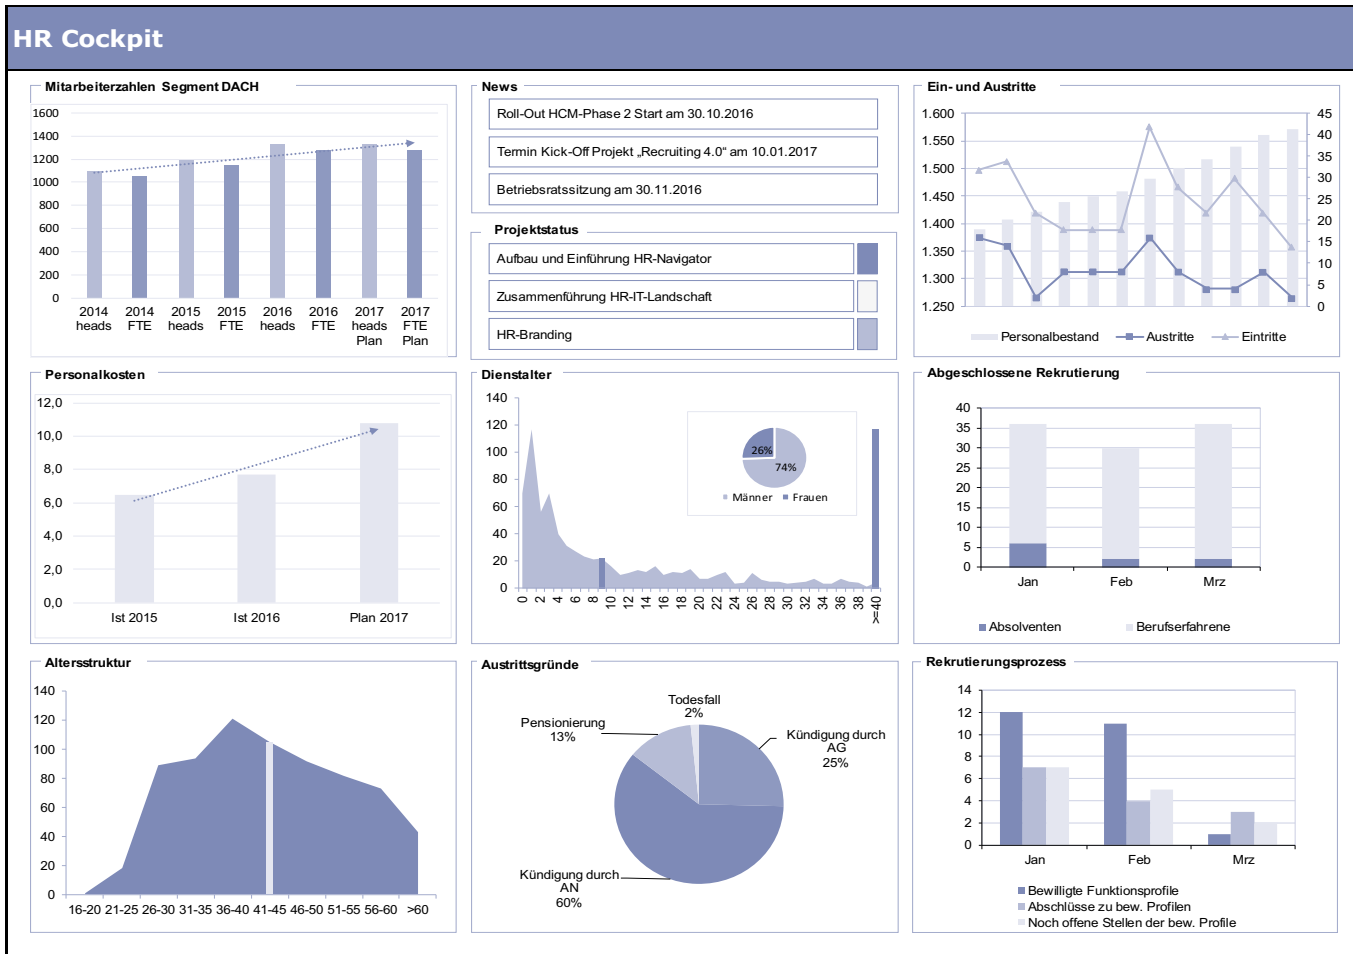 HR Cockpit
Mitarbeiterzahlen Segment DACH
1600
1400
1200
1000
800
600
400
200
0
2014 2014 2015 2015 2016 2016 2017 2017
heads FTE heads FTE heads FTE heads FTE
Plan Plan
News
Roll-Out HCM-Phase 2 Start am 30.10.2016
Termin Kick-Off Projekt „Recruiting 4.0“ am 10.01.2017
Betriebsratssitzung am 30.11.2016
Projektstatus
Aufbau und Einführung HR-Navigator
Zusammenführung HR-IT-Landschaft
HR-Branding
Ein- und Austritte
1.600 45
1.550 40
1.500 35
1.450 30
1.400 25
1.350 20
1.300 15
1.250 10
5
0
Personalbestand Austritte Eintritte
Personalkosten
12,0
10,0
8,0
6,0
4,0
2,0
0,0
Ist 2015 Ist 2016 Plan 2017
Dienstalter
140
120
100
80
60
40
20
0
26%
74%
Männer Frauen
0 2 4 6 8 10 12 14 16 18 20 22 24 26 28 30 32 34 36 38 >=40
Abgeschlossene Rekrutierung
40
35
30
25
20
15
10
5
0
Jan Feb Mrz
Absolventen Berufserfahrene
Altersstruktur
140
120
100
80
60
40
20
0
16-20 21-25 26-30 31-35 36-40 41-45 46-50 51-55 56-60 >60
Austrittsgründe
Todesfall
2%
Pensionierung
13%
Kündigung durch
AG
25%
Kündigung durch
AN
60%
Rekrutierungsprozess
14
12
10
8
6
4
2
0
Jan Feb Mrz
Bewilligte Funktionsprofile
Abschlüsse zu bew. Profilen
Noch offene Stellen der bew. Profile